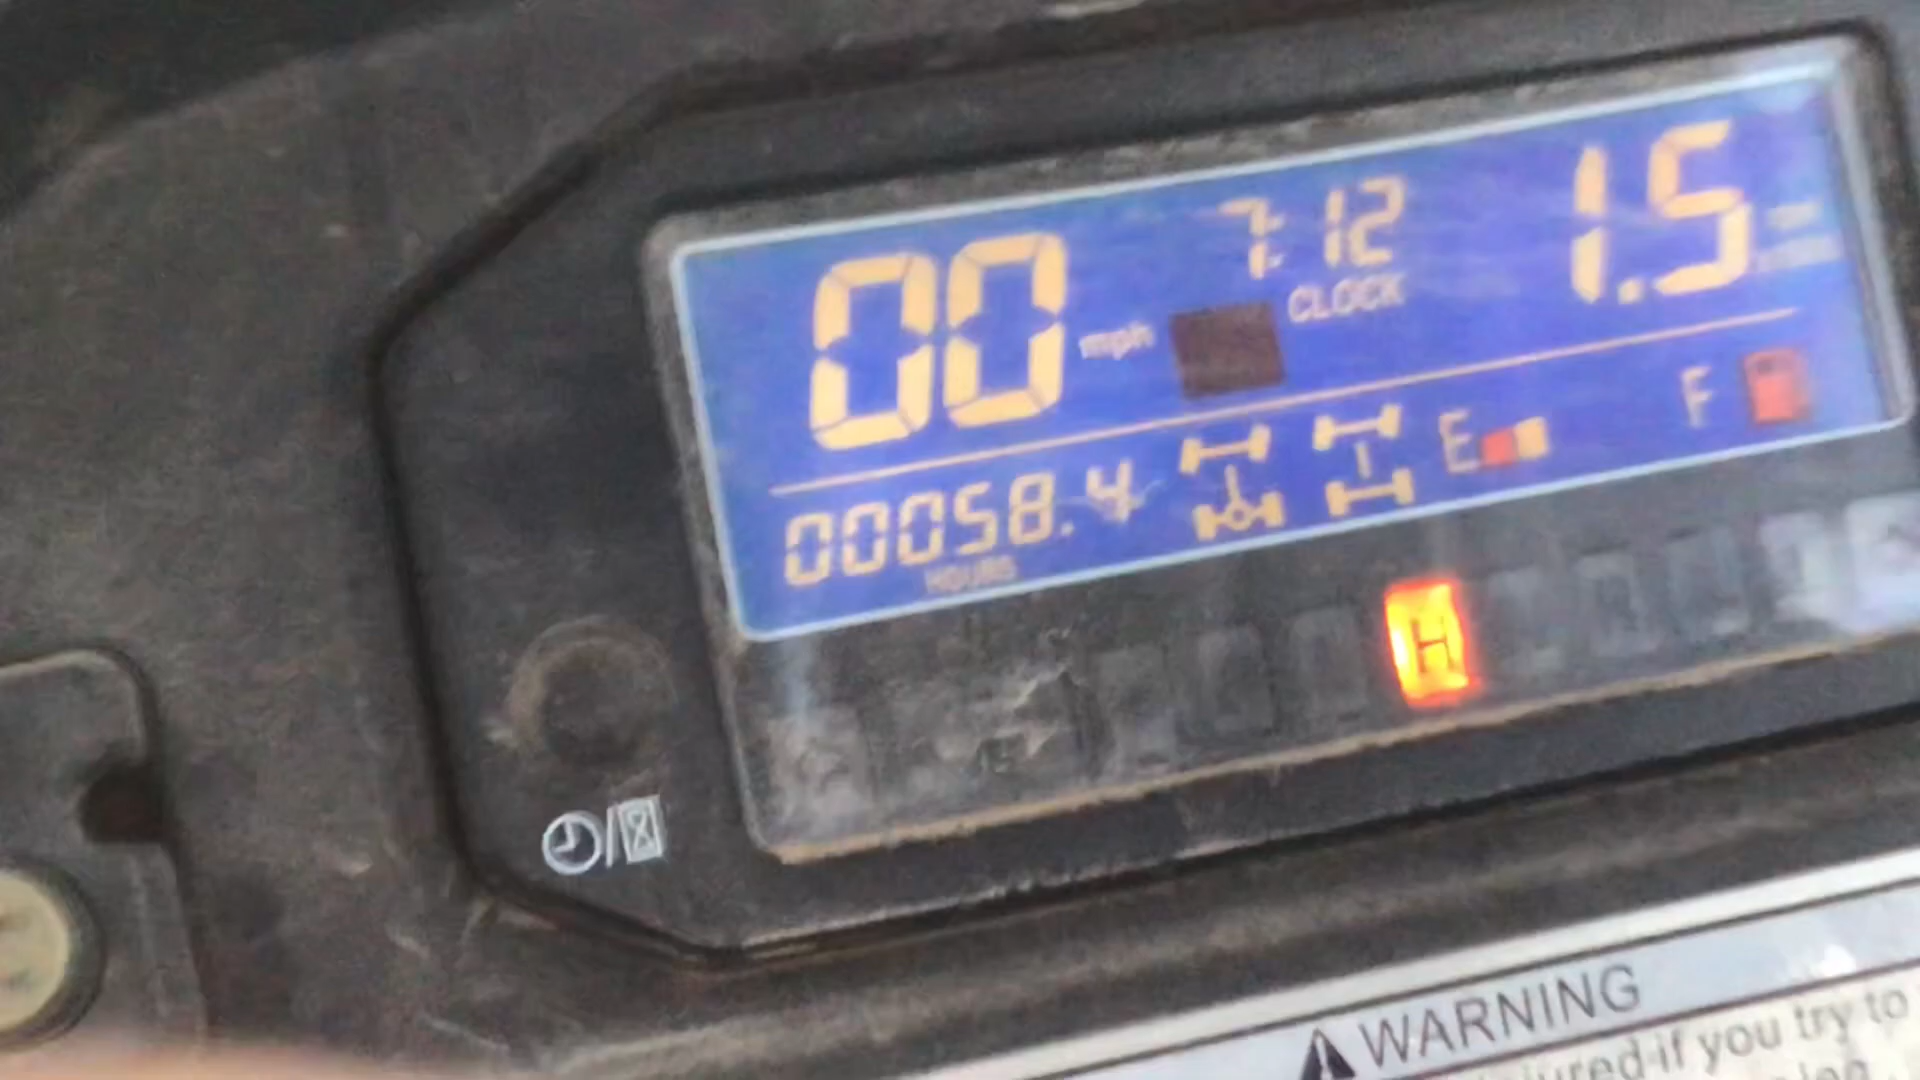 00 mph 7:12 1.5
CLOCK
00058.4 E F
HOURS
H
WARNING
if you try to